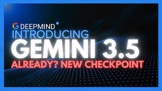 DEEPMIND
INTRODUCING
GEMINI 3.5
ALREADY? NEW CHECKPOINT